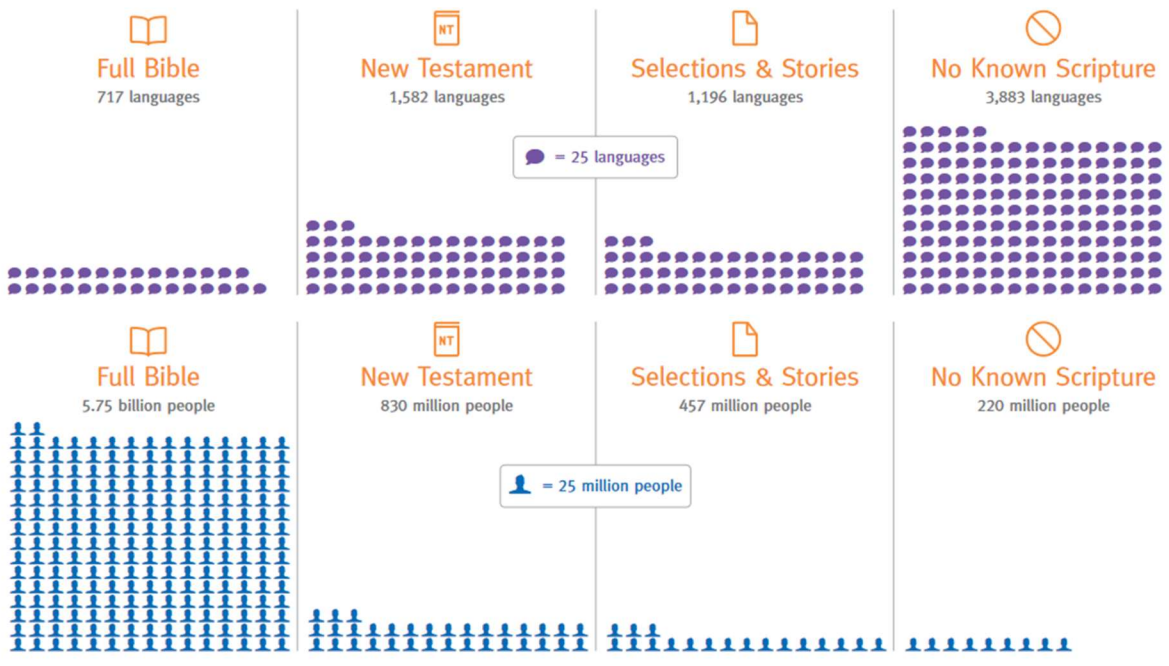 Full Bible
717 languages
NT
New Testament
1,582 languages
Selections & Stories
1,196 languages
No Known Scripture
3,883 languages
= 25 languages
Full Bible
5.75 billion people
NT
New Testament
830 million people
Selections & Stories
457 million people
No Known Scripture
220 million people
= 25 million people